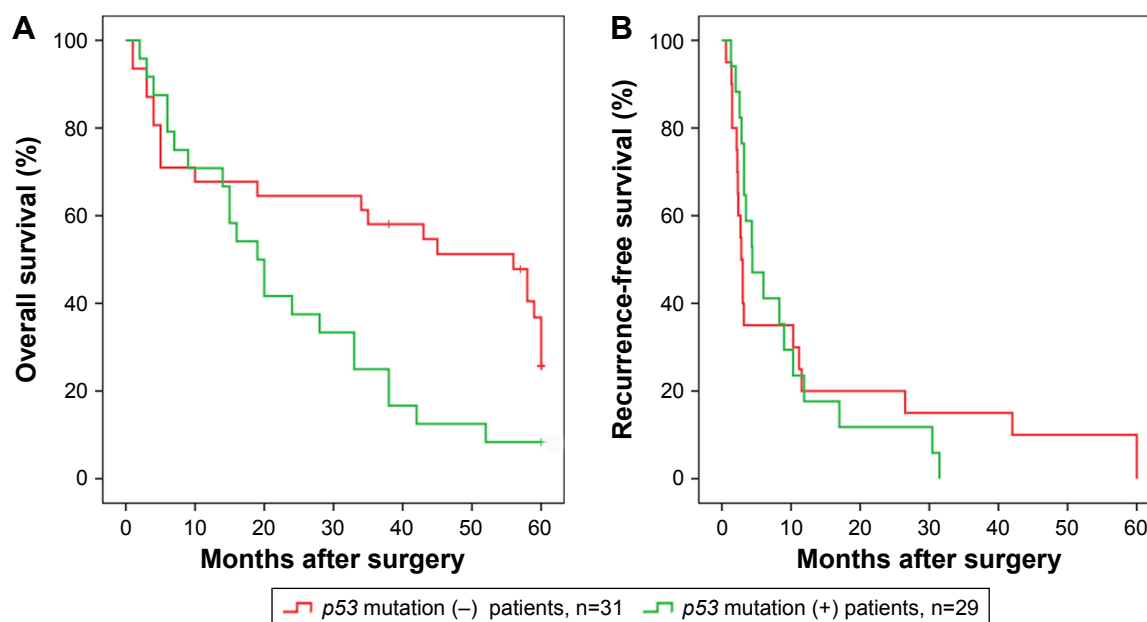 A
Overall survival (%)
100
80
60
40
20
0
0 10 20 30 40 50 60
Months after surgery
B
Recurrence-free survival (%)
100
80
60
40
20
0
0 10 20 30 40 50 60
Months after surgery
p53 mutation (–) patients, n=31
p53 mutation (+) patients, n=29